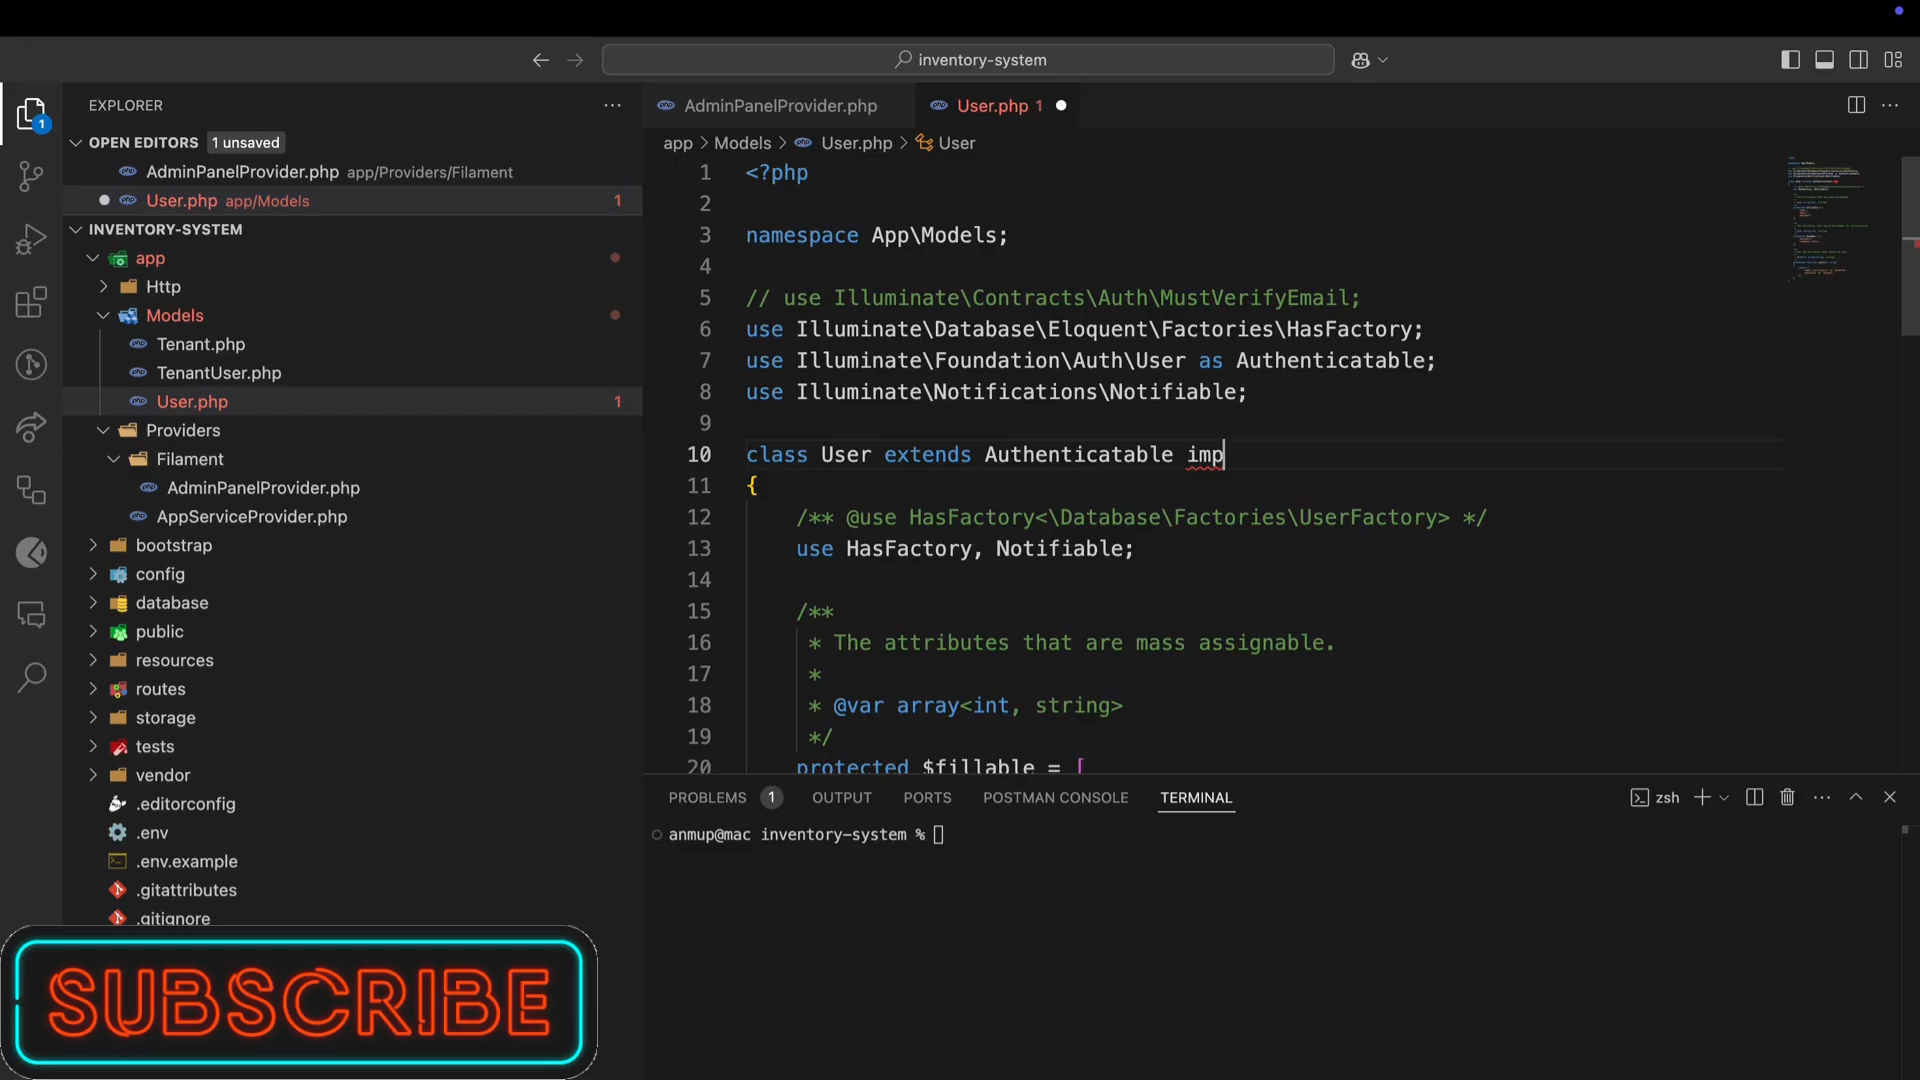 inventory-system
EXPLORER
OPEN EDITORS 1 unsaved
AdminPanelProvider.php app/Providers/Filament
User.php app/Models 1
INVENTORY-SYSTEM
app
Http
Models
Tenant.php
TenantUser.php
User.php 1
Providers
Filament
AdminPanelProvider.php
AppServiceProvider.php
bootstrap
config
database
public
resources
routes
storage
tests
vendor
.editorconfig
.env
.env.example
.gitattributes
.gitignore
1
AdminPanelProvider.php
User.php 1
app > Models > User.php > User
1 <?php
2
3 namespace App\Models;
4
5 // use Illuminate\Contracts\Auth\MustVerifyEmail;
6 use Illuminate\Database\Eloquent\Factories\HasFactory;
7 use Illuminate\Foundation\Auth\User as Authenticatable;
8 use Illuminate\Notifications\Notifiable;
9
10 class User extends Authenticatable imp
11 {
12 /** @use HasFactory<\Database\Factories\UserFactory> */
13 use HasFactory, Notifiable;
14
15 /**
16 * The attributes that are mass assignable.
17 *
18 * @var array<int, string>
19 */
20 protected $fillable = [
PROBLEMS 1 OUTPUT PORTS POSTMAN CONSOLE TERMINAL
zsh
anmup@mac inventory-system %
SUBSCRIBE